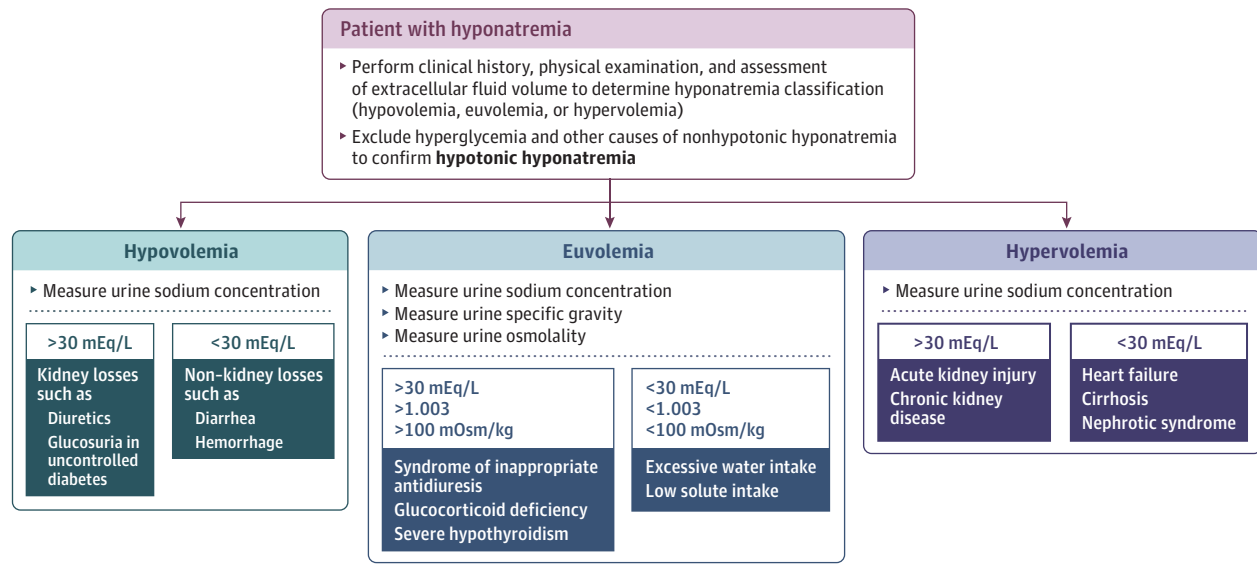 Patient with hyponatremia
▸ Perform clinical history, physical examination, and assessment
of extracellular fluid volume to determine hyponatremia classification
(hypovolemia, euvolemia, or hypervolemia)
▸ Exclude hyperglycemia and other causes of nonhypotonic hyponatremia
to confirm hypotonic hyponatremia
Hypovolemia
▸ Measure urine sodium concentration
>30 mEq/L
Kidney losses
such as
Diuretics
Glucosuria in
uncontrolled
diabetes
<30 mEq/L
Non-kidney losses
such as
Diarrhea
Hemorrhage
Euvolemia
▸ Measure urine sodium concentration
▸ Measure urine specific gravity
▸ Measure urine osmolality
>30 mEq/L
>1.003
>100 mOsm/kg
Syndrome of inappropriate
antidiuresis
Glucocorticoid deficiency
Severe hypothyroidism
<30 mEq/L
<1.003
<100 mOsm/kg
Excessive water intake
Low solute intake
Hypervolemia
▸ Measure urine sodium concentration
>30 mEq/L
Acute kidney injury
Chronic kidney
disease
<30 mEq/L
Heart failure
Cirrhosis
Nephrotic syndrome